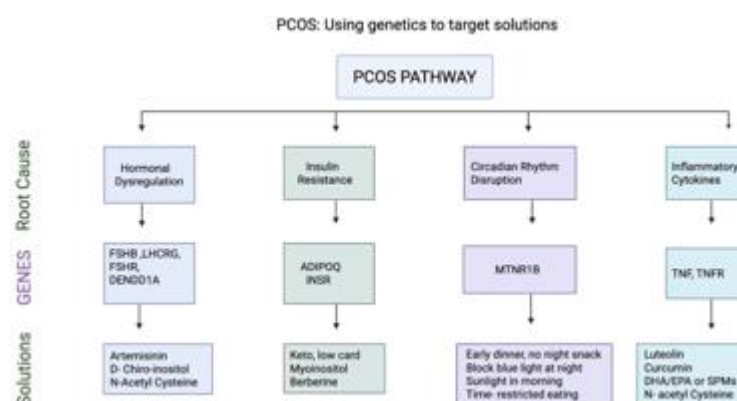 PCOS: Using genetics to target solutions
PCOS PATHWAY
Root Cause
Hormonal
Dysregulation
Insulin
Resistance
Circadian Rhythm
Disruption
Inflammatory
Cytokines
GENES
FSHB ,LHCRG,
FSHR,
DENDD1A
ADIPOQ
INSR
MTNR1B
TNF, TNFR
Solutions
Artemisinin
D- Chiro-inositol
N-Acetyl Cysteine
Keto, low card
Myoinositol
Berberine
Early dinner, no night snack
Block blue light at night
Sunlight in morning
Time- restricted eating
Luteolin
Curcumin
DHA/EPA or SPMs
N- acetyl Cysteine